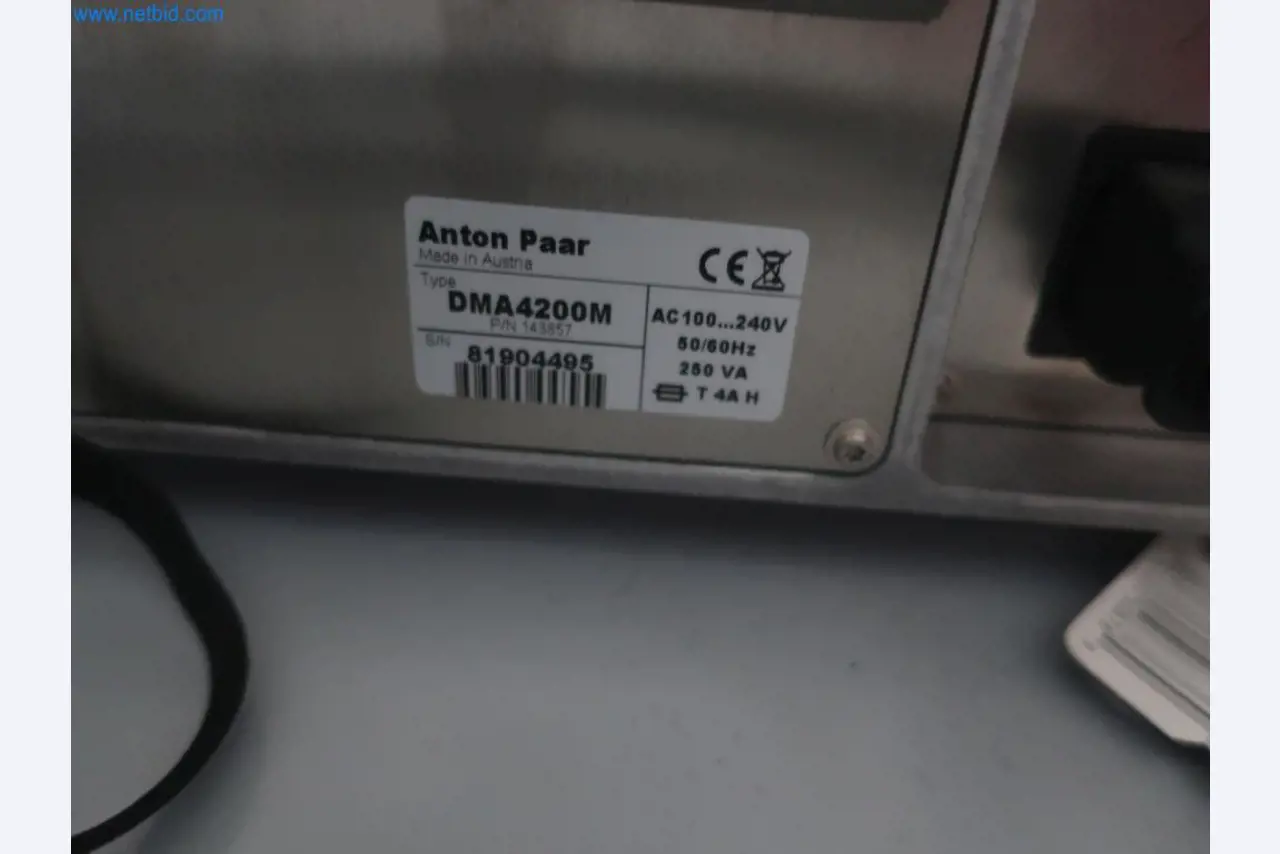 www.netbid.com
Anton Paar
Made in Austria
CE
Type
DMA4200M
P/N 143857
S/N
81904495
AC100...240V
50/60Hz
250 VA
T 4A H